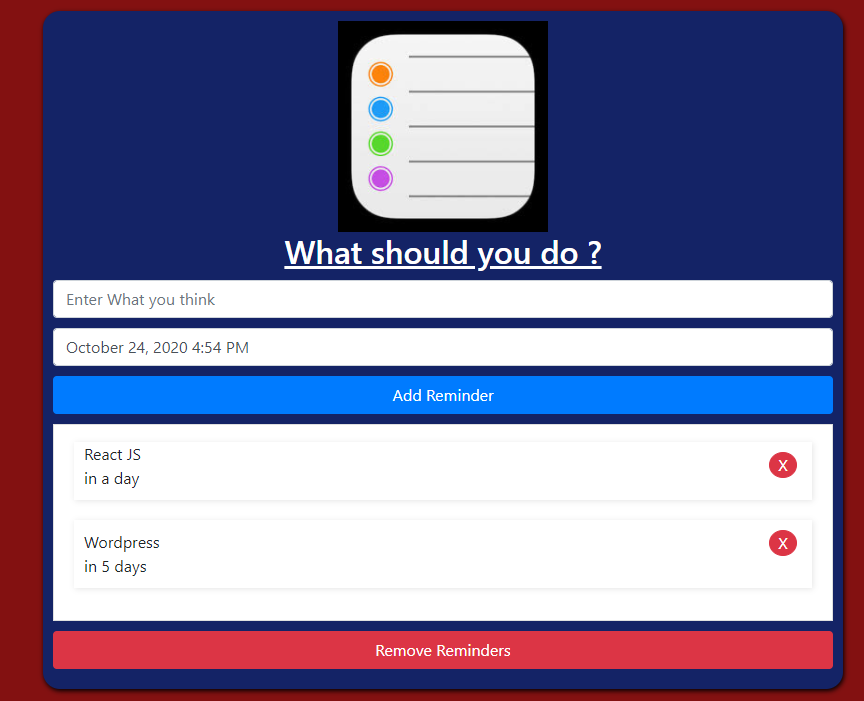 What should you do ?
Enter What you think
October 24, 2020 4:54 PM
Add Reminder
React JS
X
in a day
Wordpress
X
in 5 days
Remove Reminders